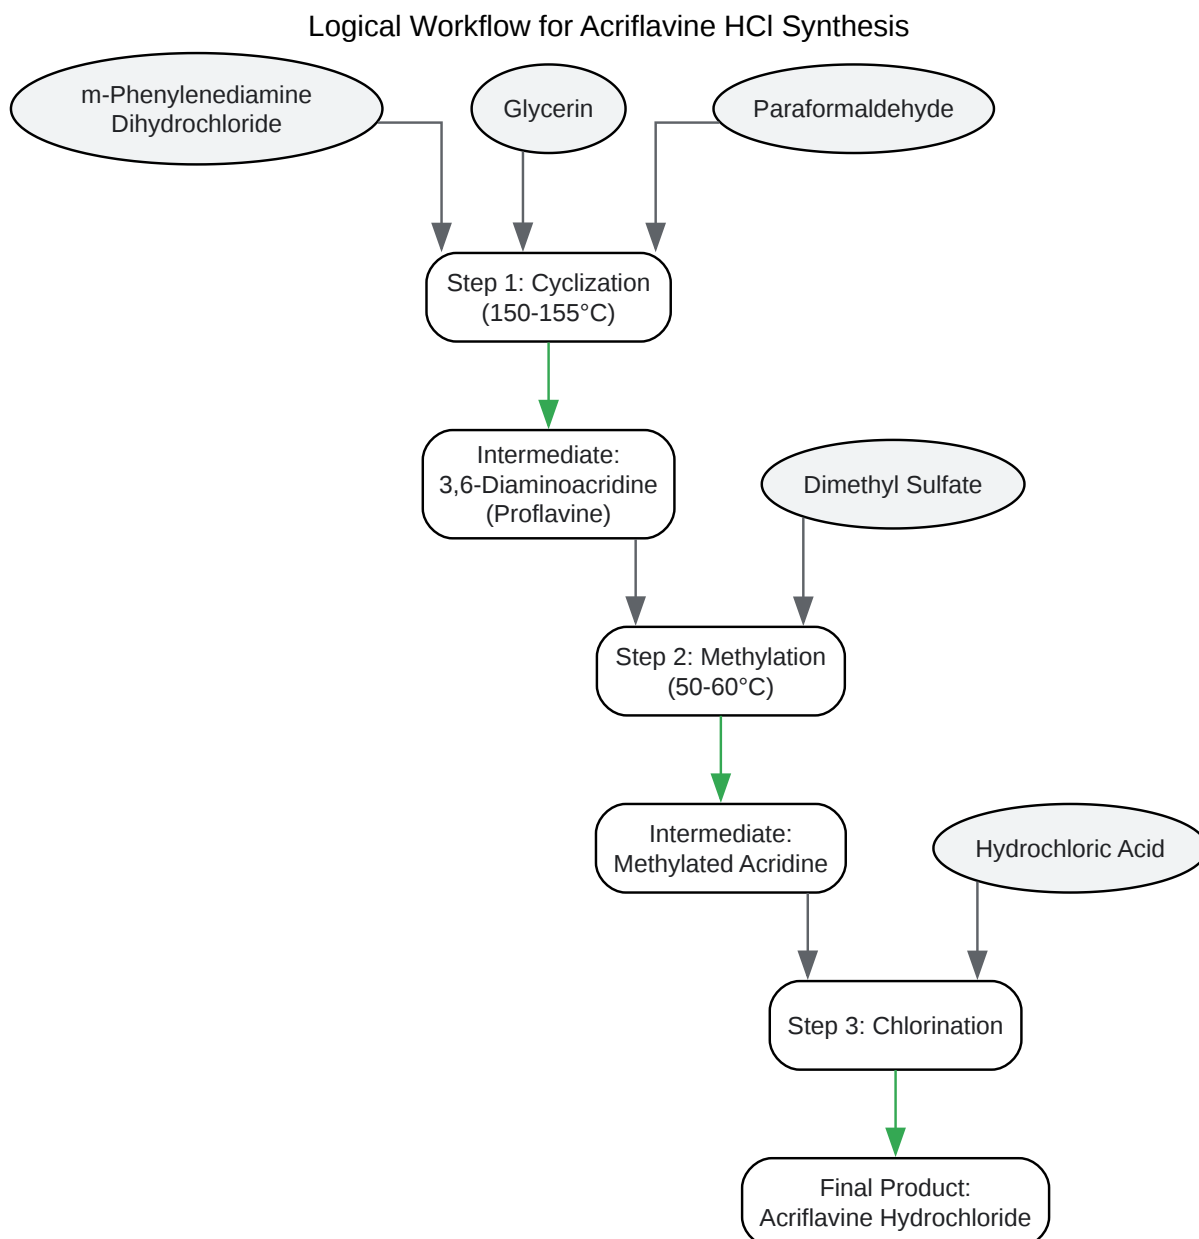 Logical Workflow for Acriflavine HCl Synthesis
m-Phenylenediamine
Dihydrochloride
Glycerin
Paraformaldehyde
Step 1: Cyclization
(150-155°C)
Intermediate:
3,6-Diaminoacridine
(Proflavine)
Dimethyl Sulfate
Step 2: Methylation
(50-60°C)
Intermediate:
Methylated Acridine
Hydrochloric Acid
Step 3: Chlorination
Final Product:
Acriflavine Hydrochloride